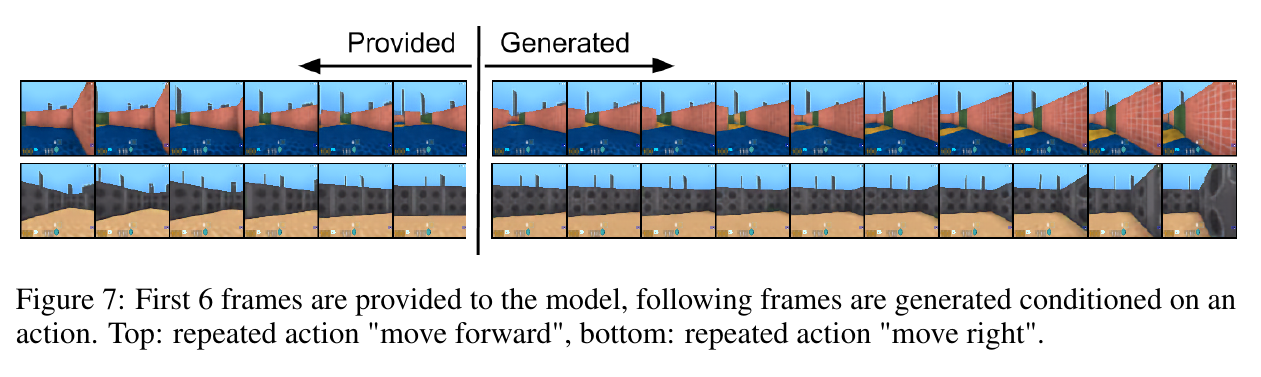 Provided
Generated
Figure 7: First 6 frames are provided to the model, following frames are generated conditioned on an
action. Top: repeated action "move forward", bottom: repeated action "move right".